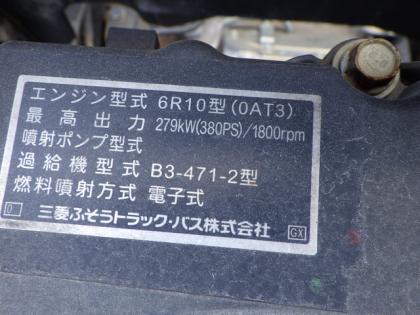 エンジン型式 6R10型(0AT3)
最高出力 279kW(380PS)/1800rpm
噴射ポンプ型式
過給機型式 B3-471-2型
燃料噴射方式 電子式
0 三菱ふそうトラック・バス株式会社 GX